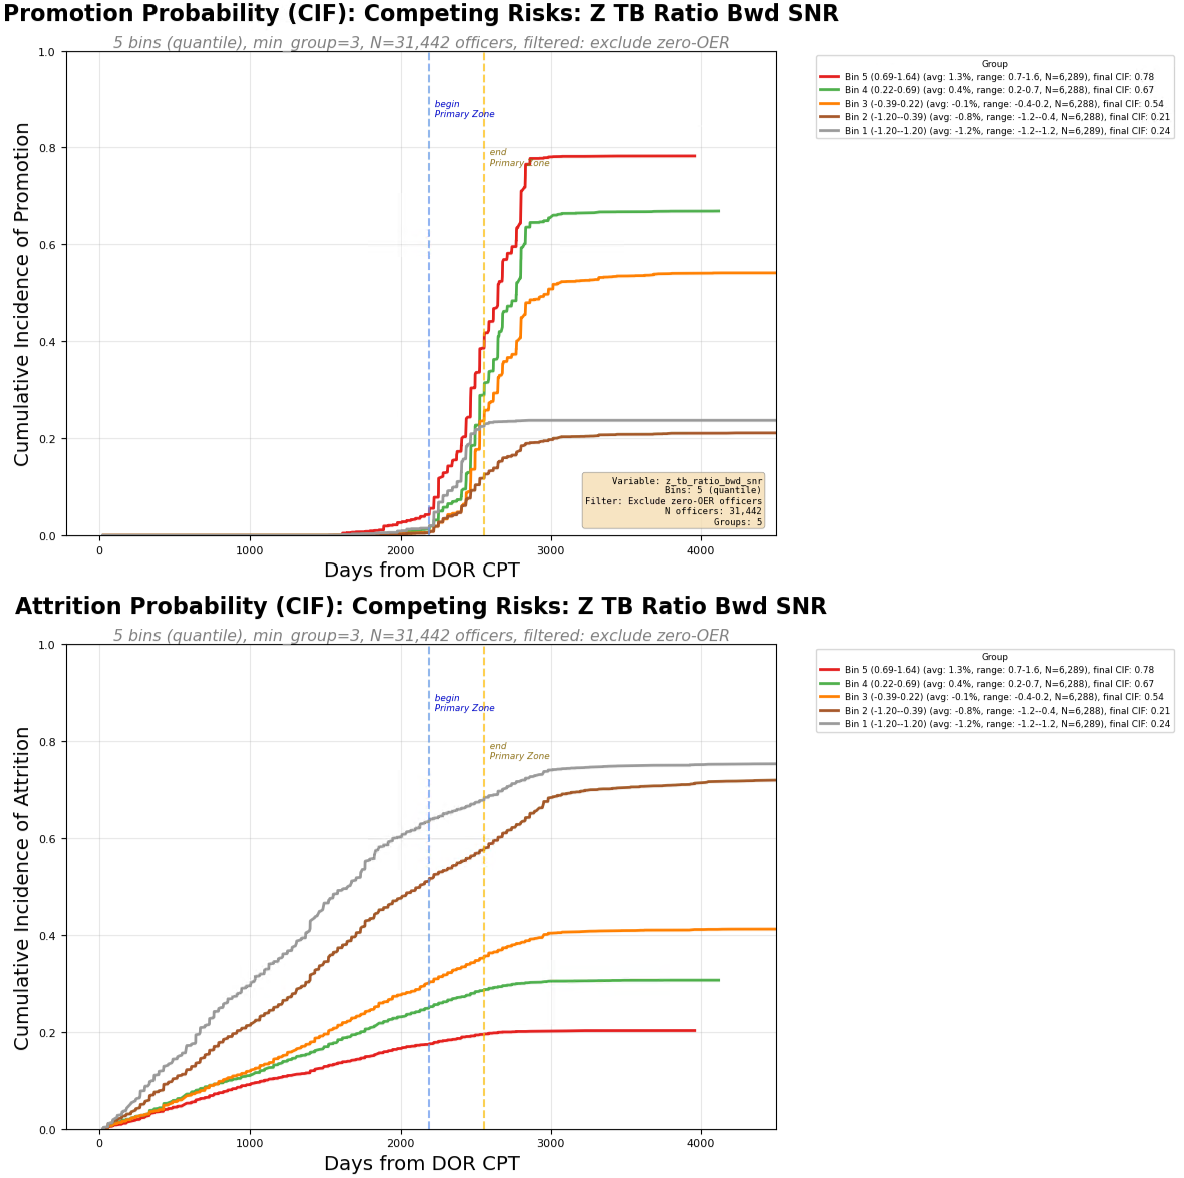 Promotion Probability (CIF): Competing Risks: Z TB Ratio Bwd SNR
5 bins (quantile), min_group=3, N=31,442 officers, filtered: exclude zero-OER
Cumulative Incidence of Promotion
1.0
0.8
0.6
0.4
0.2
0.0
begin
Primary Zone
end
Primary Zone
Variable: z_tb_ratio_bwd_snr
Bins: 5 (quantile)
Filter: Exclude zero-OER officers
N officers: 31,442
Groups: 5
0 1000 2000 3000 4000
Days from DOR CPT
Group
Bin 5 (0.69-1.64) (avg: 1.3%, range: 0.7-1.6, N=6,289), final CIF: 0.78
Bin 4 (0.22-0.69) (avg: 0.4%, range: 0.2-0.7, N=6,288), final CIF: 0.67
Bin 3 (-0.39-0.22) (avg: -0.1%, range: -0.4-0.2, N=6,288), final CIF: 0.54
Bin 2 (-1.20--0.39) (avg: -0.8%, range: -1.2--0.4, N=6,288), final CIF: 0.21
Bin 1 (-1.20--1.20) (avg: -1.2%, range: -1.2--1.2, N=6,289), final CIF: 0.24
Attrition Probability (CIF): Competing Risks: Z TB Ratio Bwd SNR
5 bins (quantile), min_group=3, N=31,442 officers, filtered: exclude zero-OER
Cumulative Incidence of Attrition
1.0
0.8
0.6
0.4
0.2
0.0
begin
Primary Zone
end
Primary Zone
0 1000 2000 3000 4000
Days from DOR CPT
Group
Bin 5 (0.69-1.64) (avg: 1.3%, range: 0.7-1.6, N=6,289), final CIF: 0.78
Bin 4 (0.22-0.69) (avg: 0.4%, range: 0.2-0.7, N=6,288), final CIF: 0.67
Bin 3 (-0.39-0.22) (avg: -0.1%, range: -0.4-0.2, N=6,288), final CIF: 0.54
Bin 2 (-1.20--0.39) (avg: -0.8%, range: -1.2--0.4, N=6,288), final CIF: 0.21
Bin 1 (-1.20--1.20) (avg: -1.2%, range: -1.2--1.2, N=6,289), final CIF: 0.24